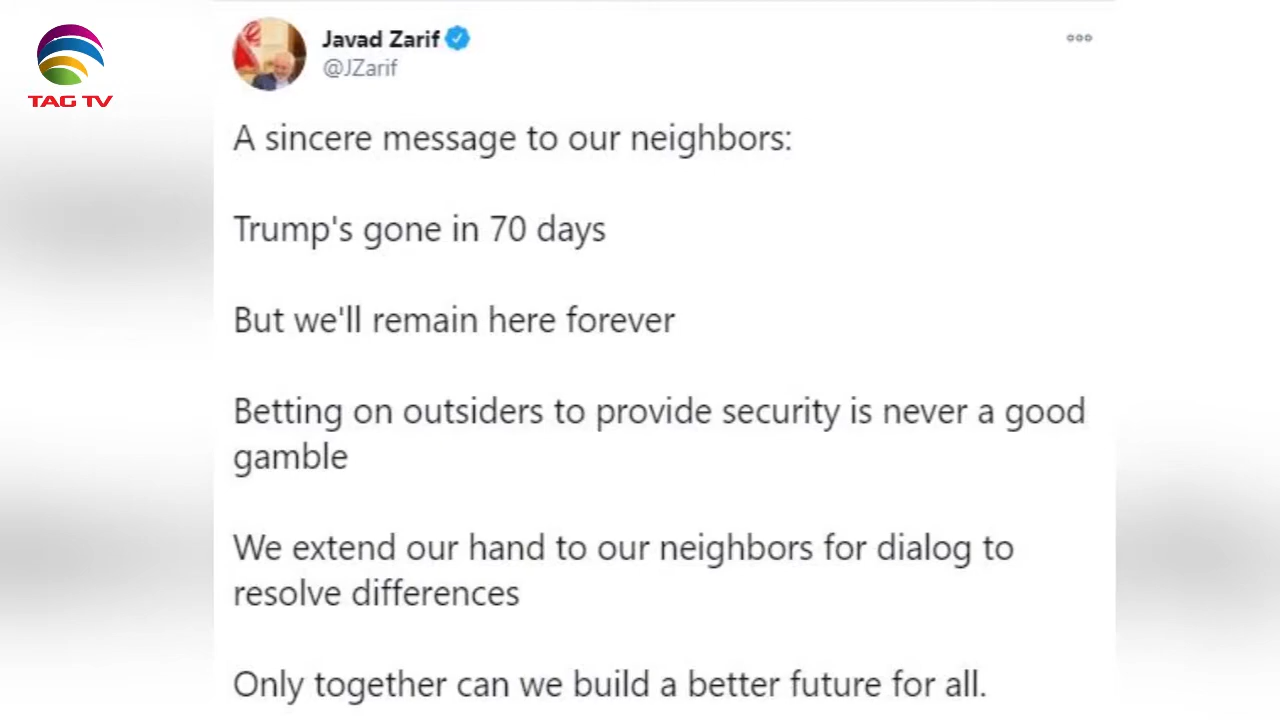 TAG TV
Javad Zarif
@JZarif
A sincere message to our neighbors:
Trump's gone in 70 days
But we'll remain here forever
Betting on outsiders to provide security is never a good
gamble
We extend our hand to our neighbors for dialog to
resolve differences
Only together can we build a better future for all.